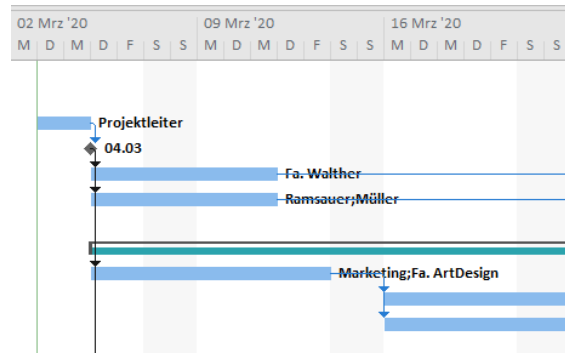 02 Mrz '20 09 Mrz '20 16 Mrz '20
M D M D F S S M D M D F S S M D M D F S S
Projektleiter
04.03
Fa. Walther
Ramsauer;Müller
Marketing;Fa. ArtDesign